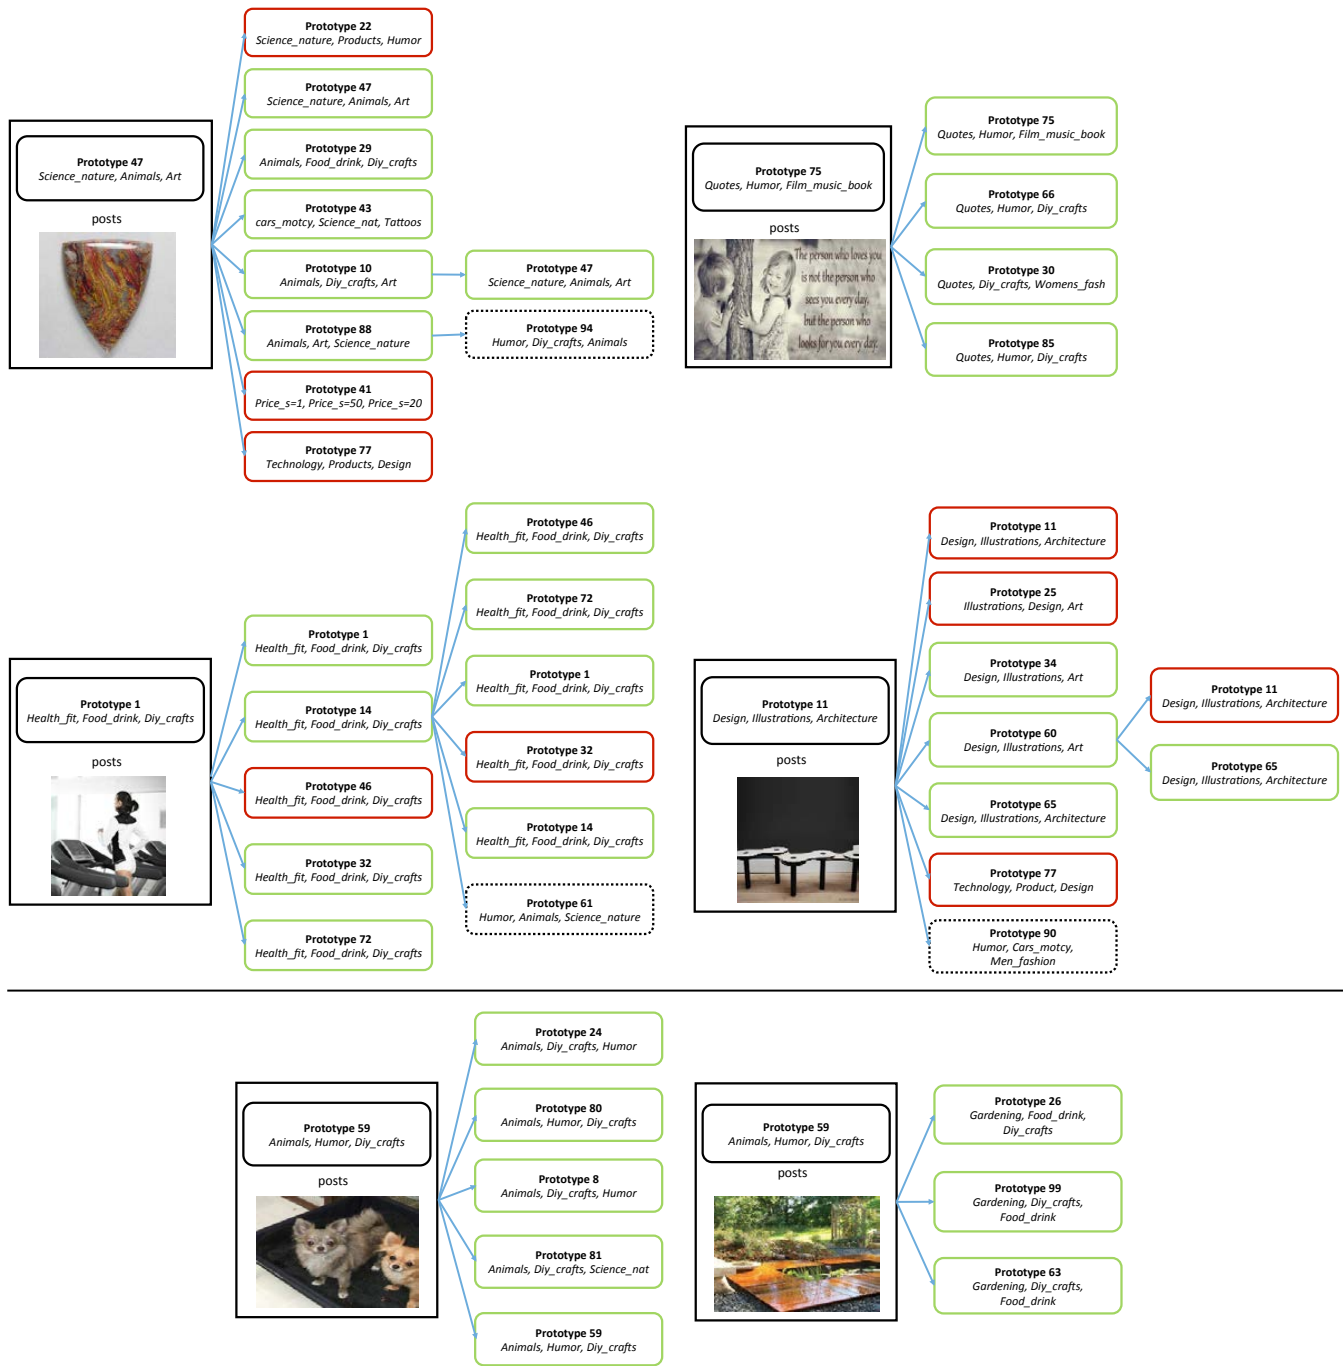 Prototype 22
Science_nature, Products, Humor
Prototype 47
Science_nature, Animals, Art
Prototype 29
Animals, Food_drink, Diy_crafts
Prototype 43
cars_motcy, Science_nat, Tattoos
Prototype 10
Animals, Diy_crafts, Art
Prototype 88
Animals, Art, Science_nature
Prototype 41
Price_s=1, Price_s=50, Price_s=20
Prototype 77
Technology, Products, Design
Prototype 47
Science_nature, Animals, Art
posts
Prototype 47
Science_nature, Animals, Art
Prototype 94
Humor, Diy_crafts, Animals
Prototype 75
Quotes, Humor, Film_music_book
posts
The person who loves you
is not the person who
sees you every day,
but the person who
looks for you every day.
Prototype 75
Quotes, Humor, Film_music_book
Prototype 66
Quotes, Humor, Diy_crafts
Prototype 30
Quotes, Diy_crafts, Womens_fash
Prototype 85
Quotes, Humor, Diy_crafts
Prototype 1
Health_fit, Food_drink, Diy_crafts
posts
Prototype 1
Health_fit, Food_drink, Diy_crafts
Prototype 14
Health_fit, Food_drink, Diy_crafts
Prototype 46
Health_fit, Food_drink, Diy_crafts
Prototype 32
Health_fit, Food_drink, Diy_crafts
Prototype 72
Health_fit, Food_drink, Diy_crafts
Prototype 46
Health_fit, Food_drink, Diy_crafts
Prototype 72
Health_fit, Food_drink, Diy_crafts
Prototype 1
Health_fit, Food_drink, Diy_crafts
Prototype 32
Health_fit, Food_drink, Diy_crafts
Prototype 14
Health_fit, Food_drink, Diy_crafts
Prototype 61
Humor, Animals, Science_nature
Prototype 11
Design, Illustrations, Architecture
posts
Prototype 11
Design, Illustrations, Architecture
Prototype 25
Illustrations, Design, Art
Prototype 34
Design, Illustrations, Art
Prototype 60
Design, Illustrations, Art
Prototype 65
Design, Illustrations, Architecture
Prototype 77
Technology, Product, Design
Prototype 90
Humor, Cars_motcy,
Men_fashion
Prototype 11
Design, Illustrations, Architecture
Prototype 65
Design, Illustrations, Architecture
Prototype 59
Animals, Humor, Diy_crafts
posts
Prototype 24
Animals, Diy_crafts, Humor
Prototype 80
Animals, Humor, Diy_crafts
Prototype 8
Animals, Diy_crafts, Humor
Prototype 81
Animals, Diy_crafts, Science_nat
Prototype 59
Animals, Humor, Diy_crafts
Prototype 59
Animals, Humor, Diy_crafts
posts
Prototype 26
Gardening, Food_drink,
Diy_crafts
Prototype 99
Gardening, Diy_crafts,
Food_drink
Prototype 63
Gardening, Diy_crafts,
Food_drink